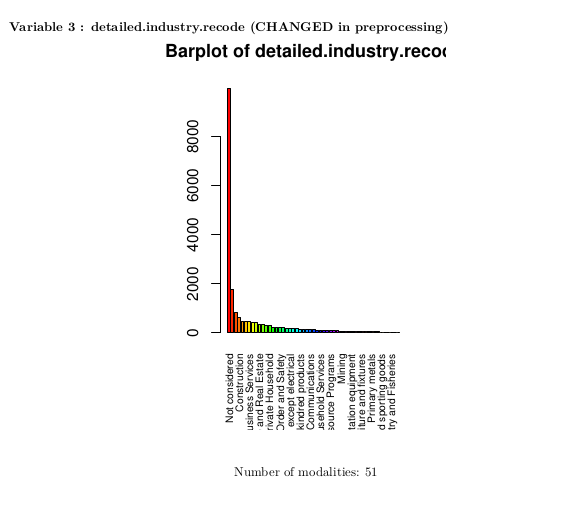 Variable 3 : detailed.industry.recode (CHANGED in preprocessing)
Barplot of detailed.industry.reco
8000
6000
4000
2000
0
Not considered
Construction
usiness Services
and Real Estate
rivate Household
Order and Safety
except electrical
kindred products
Communications
usehold Services
source Programs
Mining
tation equipment
iture and fixtures
Primary metals
d sporting goods
try and Fisheries
Number of modalities: 51